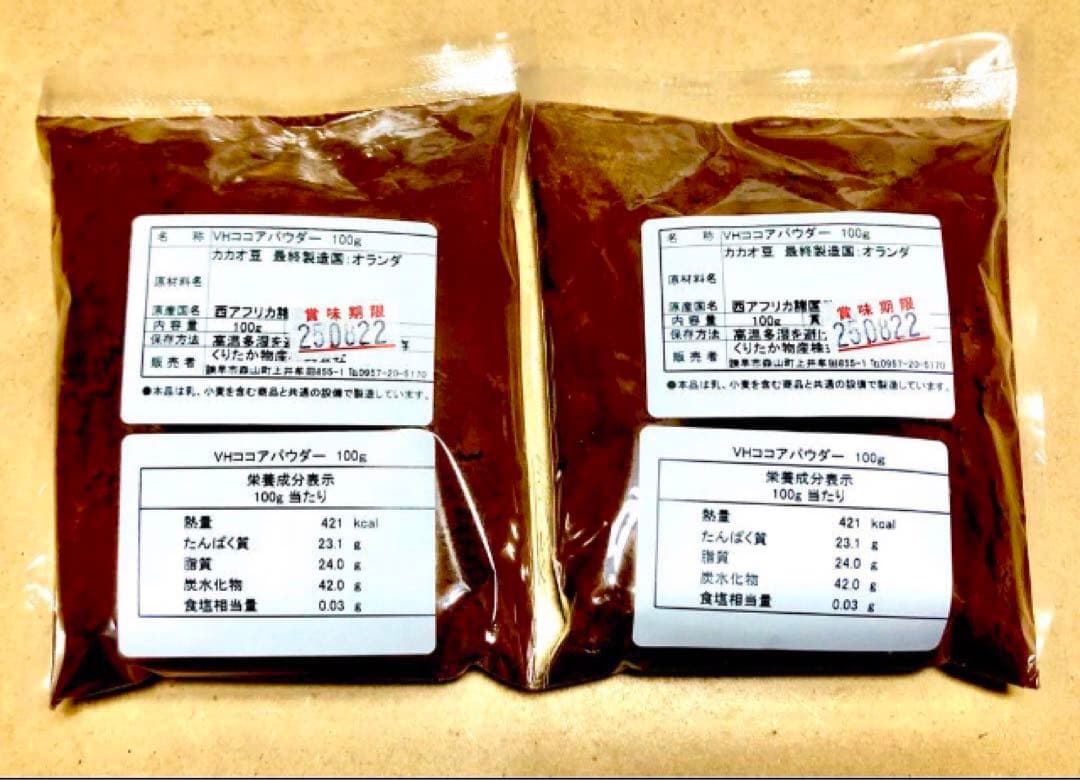 名 称 VHココアパウダー 100g
カカオ豆 最終製造国:オランダ
原材料名
原産国名 西アフリカ諸
内容量 100g
賞味期限
250822
保存方法 高温多湿を
販売者 くりたか物産
諫早市森山町上井牟田855-1 ℡0957-20-5170
●本品は乳、小麦を含む商品と共通の設備で製造しています。
VHココアパウダー 100g
栄養成分表示
100g 当たり
熱量 421 kcal
たんぱく質 23.1 g
脂質 24.0 g
炭水化物 42.0 g
食塩相当量 0.03 g
名 称 VHココアパウダー 100g
カカオ豆 最終製造国:オランダ
原材料名
原産国名 西アフリカ諸国
内容量 100g
賞味期限
250822
保存方法 高温多湿を避
販売者 くりたか物産株
諫早市森山町上井牟田855-1 ℡0957-20-5170
●本品は乳、小麦を含む商品と共通の設備で製造しています。
VHココアパウダー 100g
栄養成分表示
100g 当たり
熱量 421 kcal
たんぱく質 23.1 g
脂質 24.0 g
炭水化物 42.0 g
食塩相当量 0.03 g